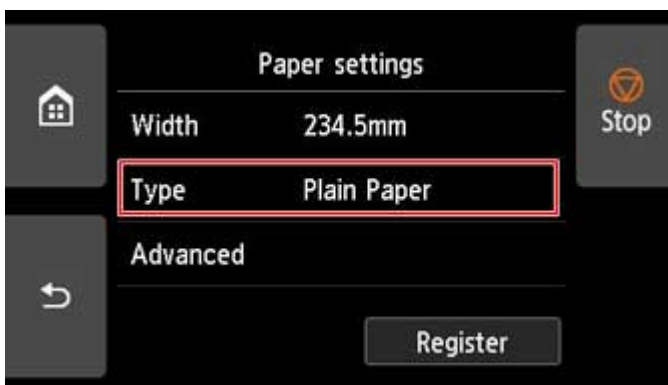 Paper settings
Width 234.5mm
Stop
Type Plain Paper
Advanced
Register